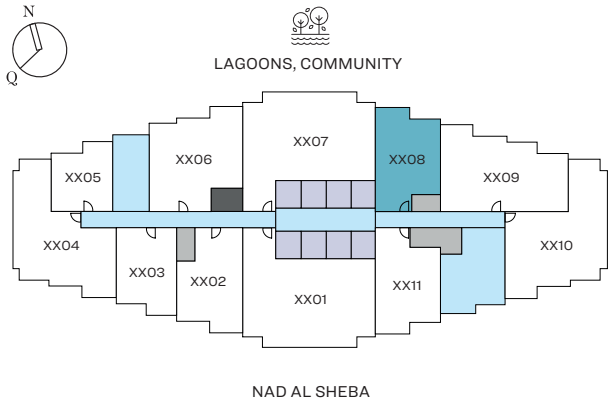 N
Q
LAGOONS, COMMUNITY
XX07
XX06
XX08
XX05
XX09
XX04
XX10
XX03
XX02
XX01
XX11
NAD AL SHEBA